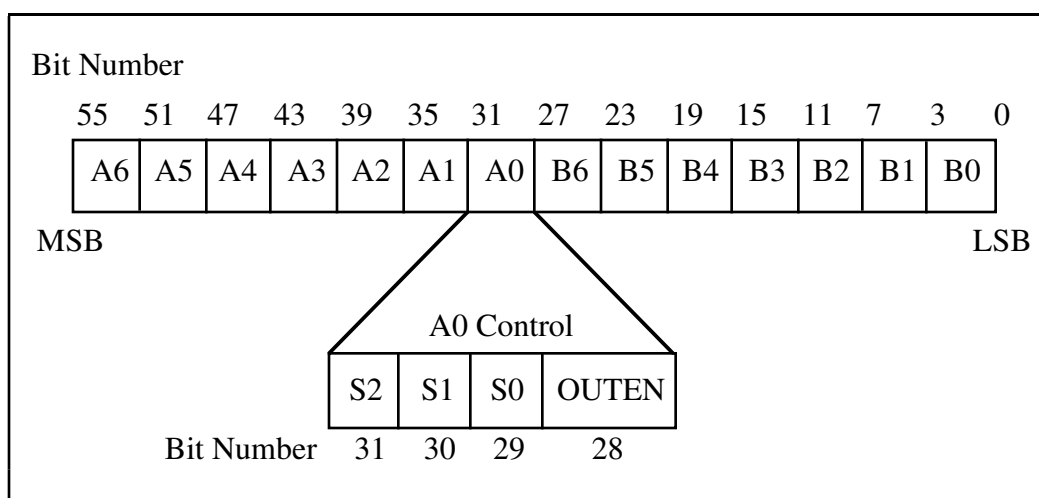 Bit Number
55 51 47 43 39 35 31 27 23 19 15 11 7 3 0
A6 A5 A4 A3 A2 A1 A0 B6 B5 B4 B3 B2 B1 B0
MSB LSB
A0 Control
S2 S1 S0 OUTEN
Bit Number 31 30 29 28